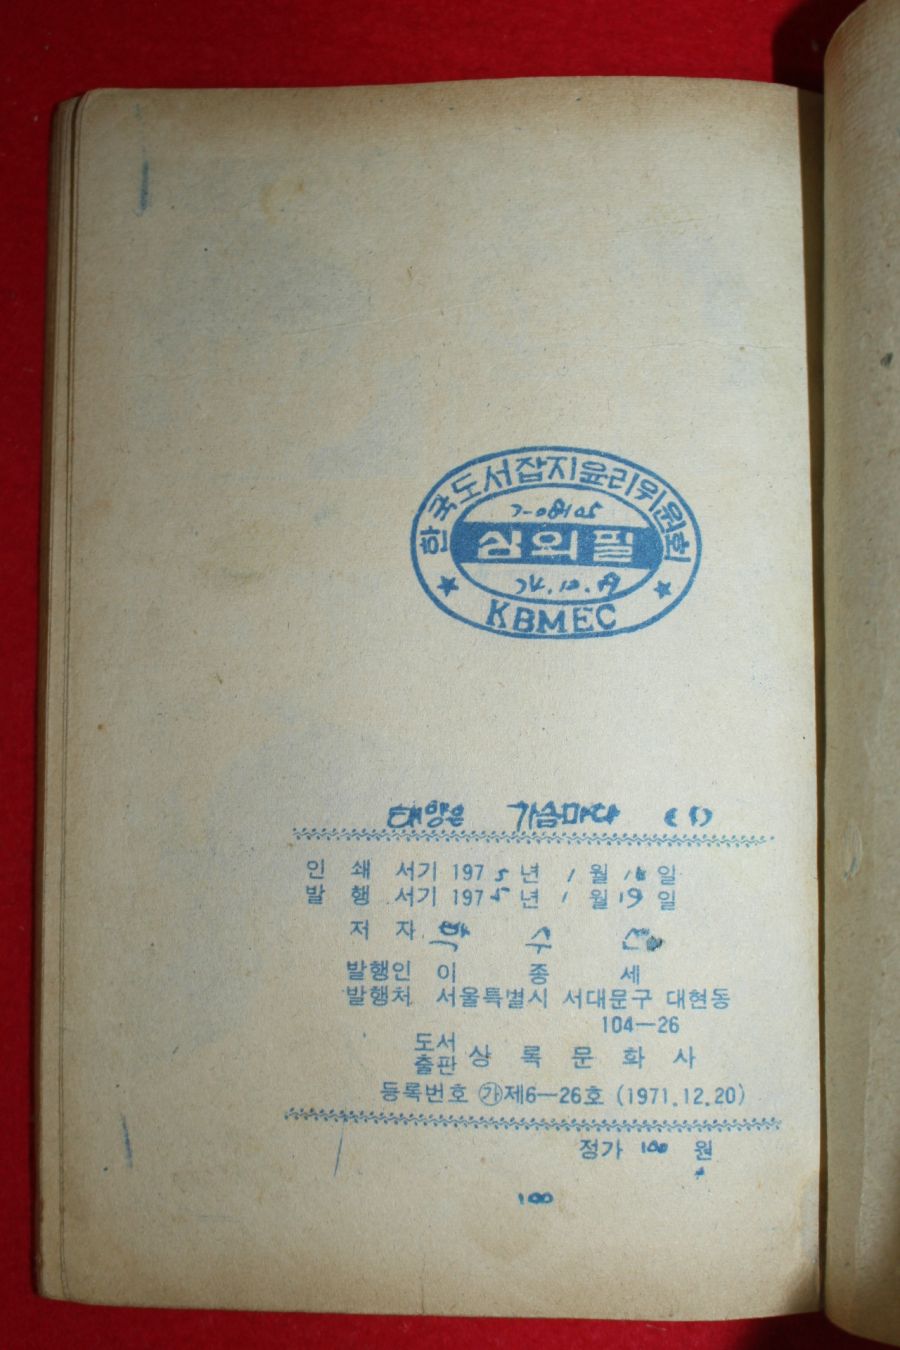 한국도서잡지윤리위원회
심의필
74.10.
KBMEC
태양은 가슴마다 (1)
인 쇄 서기 1975년 1월 18일
발 행 서기 1975년 1월 19일
저 자 박 수
발행인 이 종 세
발행처 서울특별시 서대문구 대현동
104-26
도서출판 상록문화사
등록번호 ㉮제6-26호 (1971.12.20)
정가 100 원
100